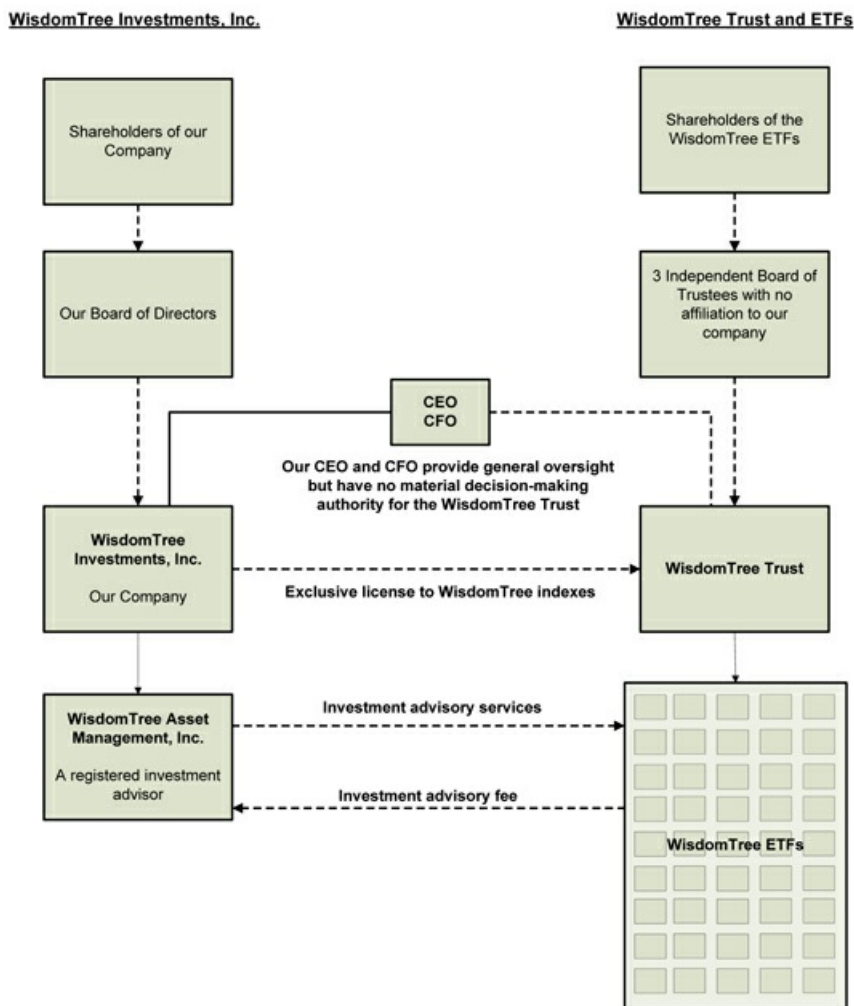 WisdomTree Investments, Inc.
WisdomTree Trust and ETFs
Shareholders of our
Company
Shareholders of the
WisdomTree ETFs
Our Board of Directors
3 Independent Board of
Trustees with no
affiliation to our
company
CEO
CFO
Our CEO and CFO provide general oversight
but have no material decision-making
authority for the WisdomTree Trust
WisdomTree
Investments, Inc.
Our Company
Exclusive license to WisdomTree indexes
WisdomTree Trust
WisdomTree Asset
Management, Inc.
A registered investment
advisor
Investment advisory services
Investment advisory fee
WisdomTree ETFs